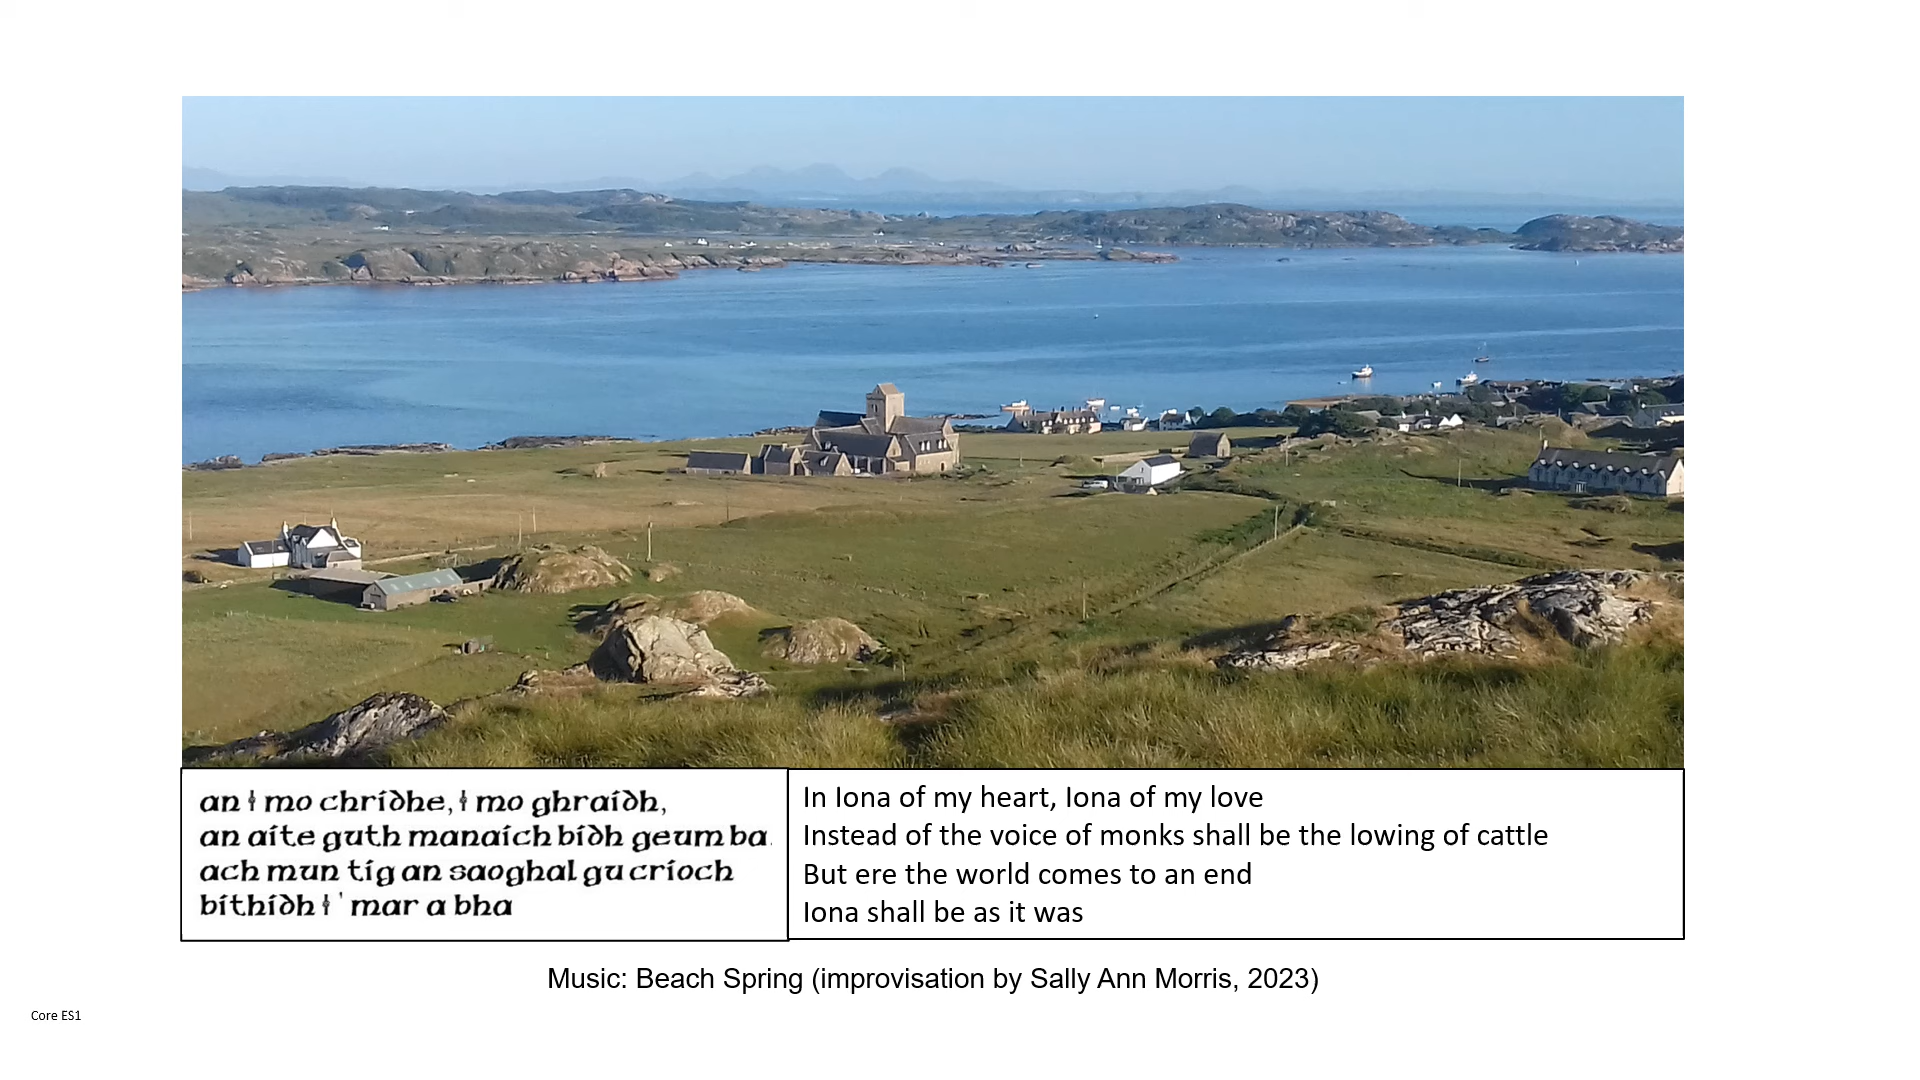 an I mo chridhe, I mo ghraidh,
an aite guth manaich bidh geum ba.
ach mun tig an saoghal gu crioch
bithidh I ' mar a bha
In Iona of my heart, Iona of my love
Instead of the voice of monks shall be the lowing of cattle
But ere the world comes to an end
Iona shall be as it was
Music: Beach Spring (improvisation by Sally Ann Morris, 2023)
Core ES1